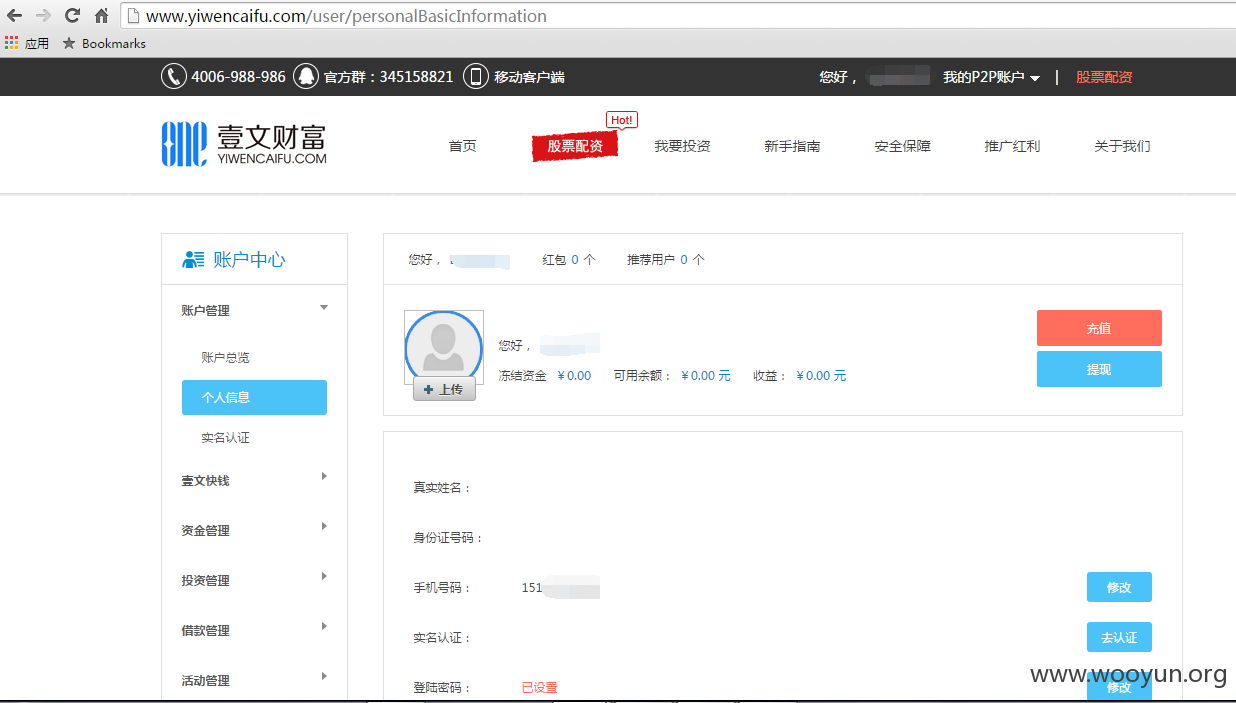 www.yiwencaifu.com/user/personalBasicInformation
应用 Bookmarks
4006-988-986 官方群：345158821 移动客户端 您好， 我的P2P账户 | 股票配资
壹文财富
YIWENCAIFU.COM
Hot!
首页 股票配资 我要投资 新手指南 安全保障 推广红利 关于我们
账户中心
账户管理
账户总览
个人信息
实名认证
壹文快钱
资金管理
投资管理
借款管理
活动管理
您好， 红包 0 个 推荐用户 0 个
您好，
冻结资金 ￥0.00 可用余额： ￥0.00 元 收益： ￥0.00 元
上传
充值
提现
真实姓名：
身份证号码：
手机号码： 151 修改
实名认证： 去认证
登陆密码： 已设置 修改
www.wooyun.org